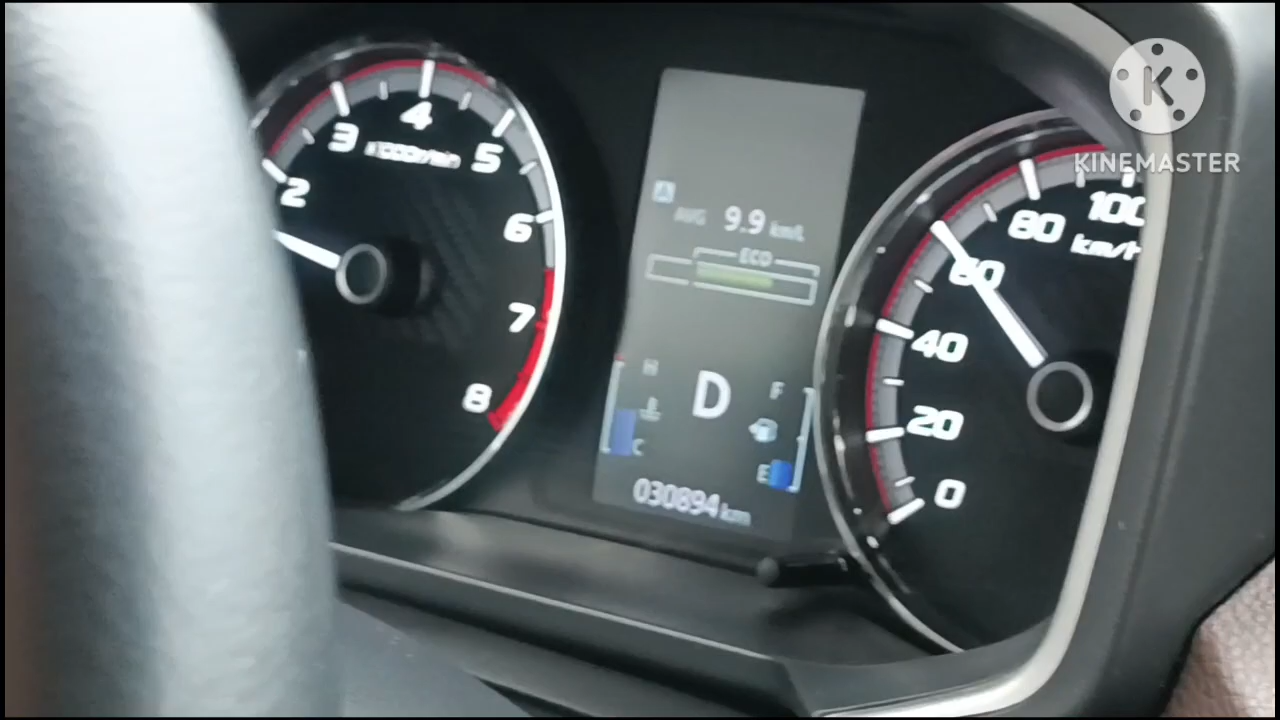 2
3
4
5
6
7
8
x1000r/min
A
AVG 9.9 km/L
ECO
H
C
D
F
E
030894 km
0
20
40
60
80
100
km/h
K
KINEMASTER